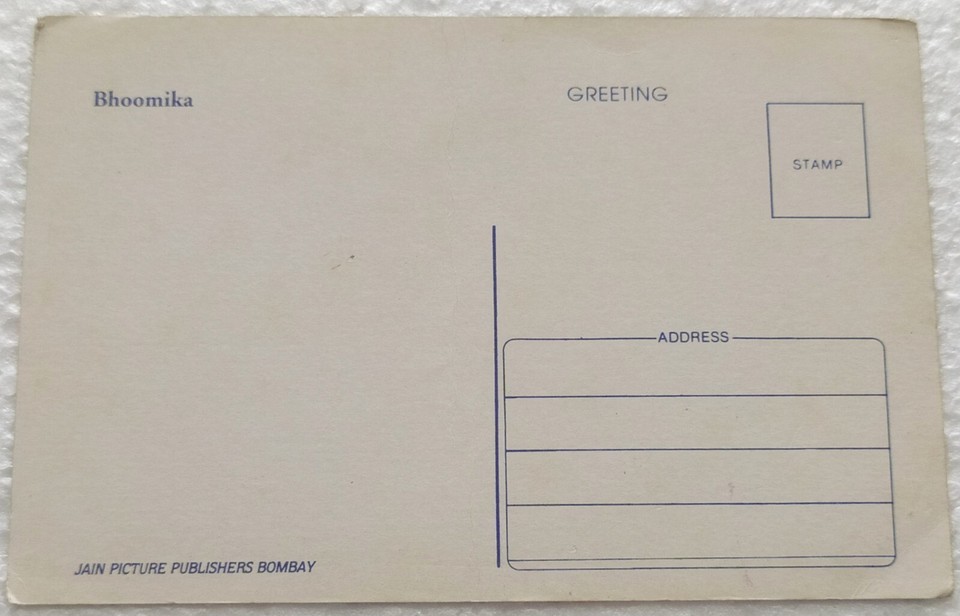 Bhoomika
GREETING
STAMP
ADDRESS
JAIN PICTURE PUBLISHERS BOMBAY